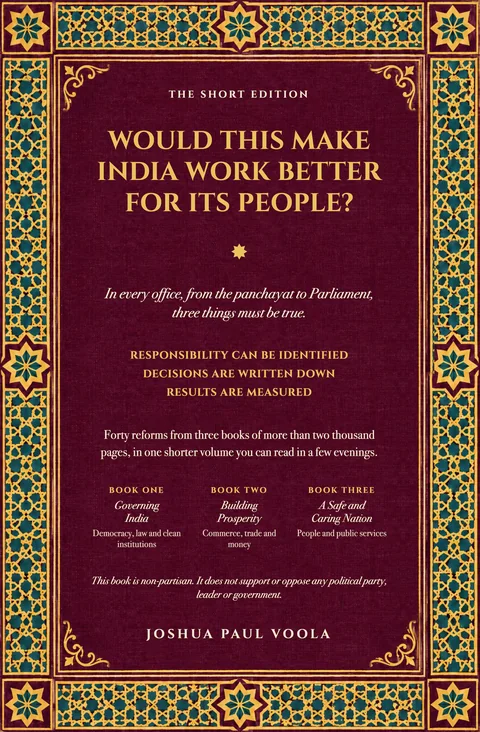 THE SHORT EDITION
WOULD THIS MAKE
INDIA WORK BETTER
FOR ITS PEOPLE?
In every office, from the panchayat to Parliament,
three things must be true.
RESPONSIBILITY CAN BE IDENTIFIED
DECISIONS ARE WRITTEN DOWN
RESULTS ARE MEASURED
Forty reforms from three books of more than two thousand
pages, in one shorter volume you can read in a few evenings.
BOOK ONE
Governing
India
Democracy, law and clean
institutions
BOOK TWO
Building
Prosperity
Commerce, trade and
money
BOOK THREE
A Safe and
Caring Nation
People and public services
This book is non-partisan. It does not support or oppose any political party,
leader or government.
JOSHUA PAUL VOOLA